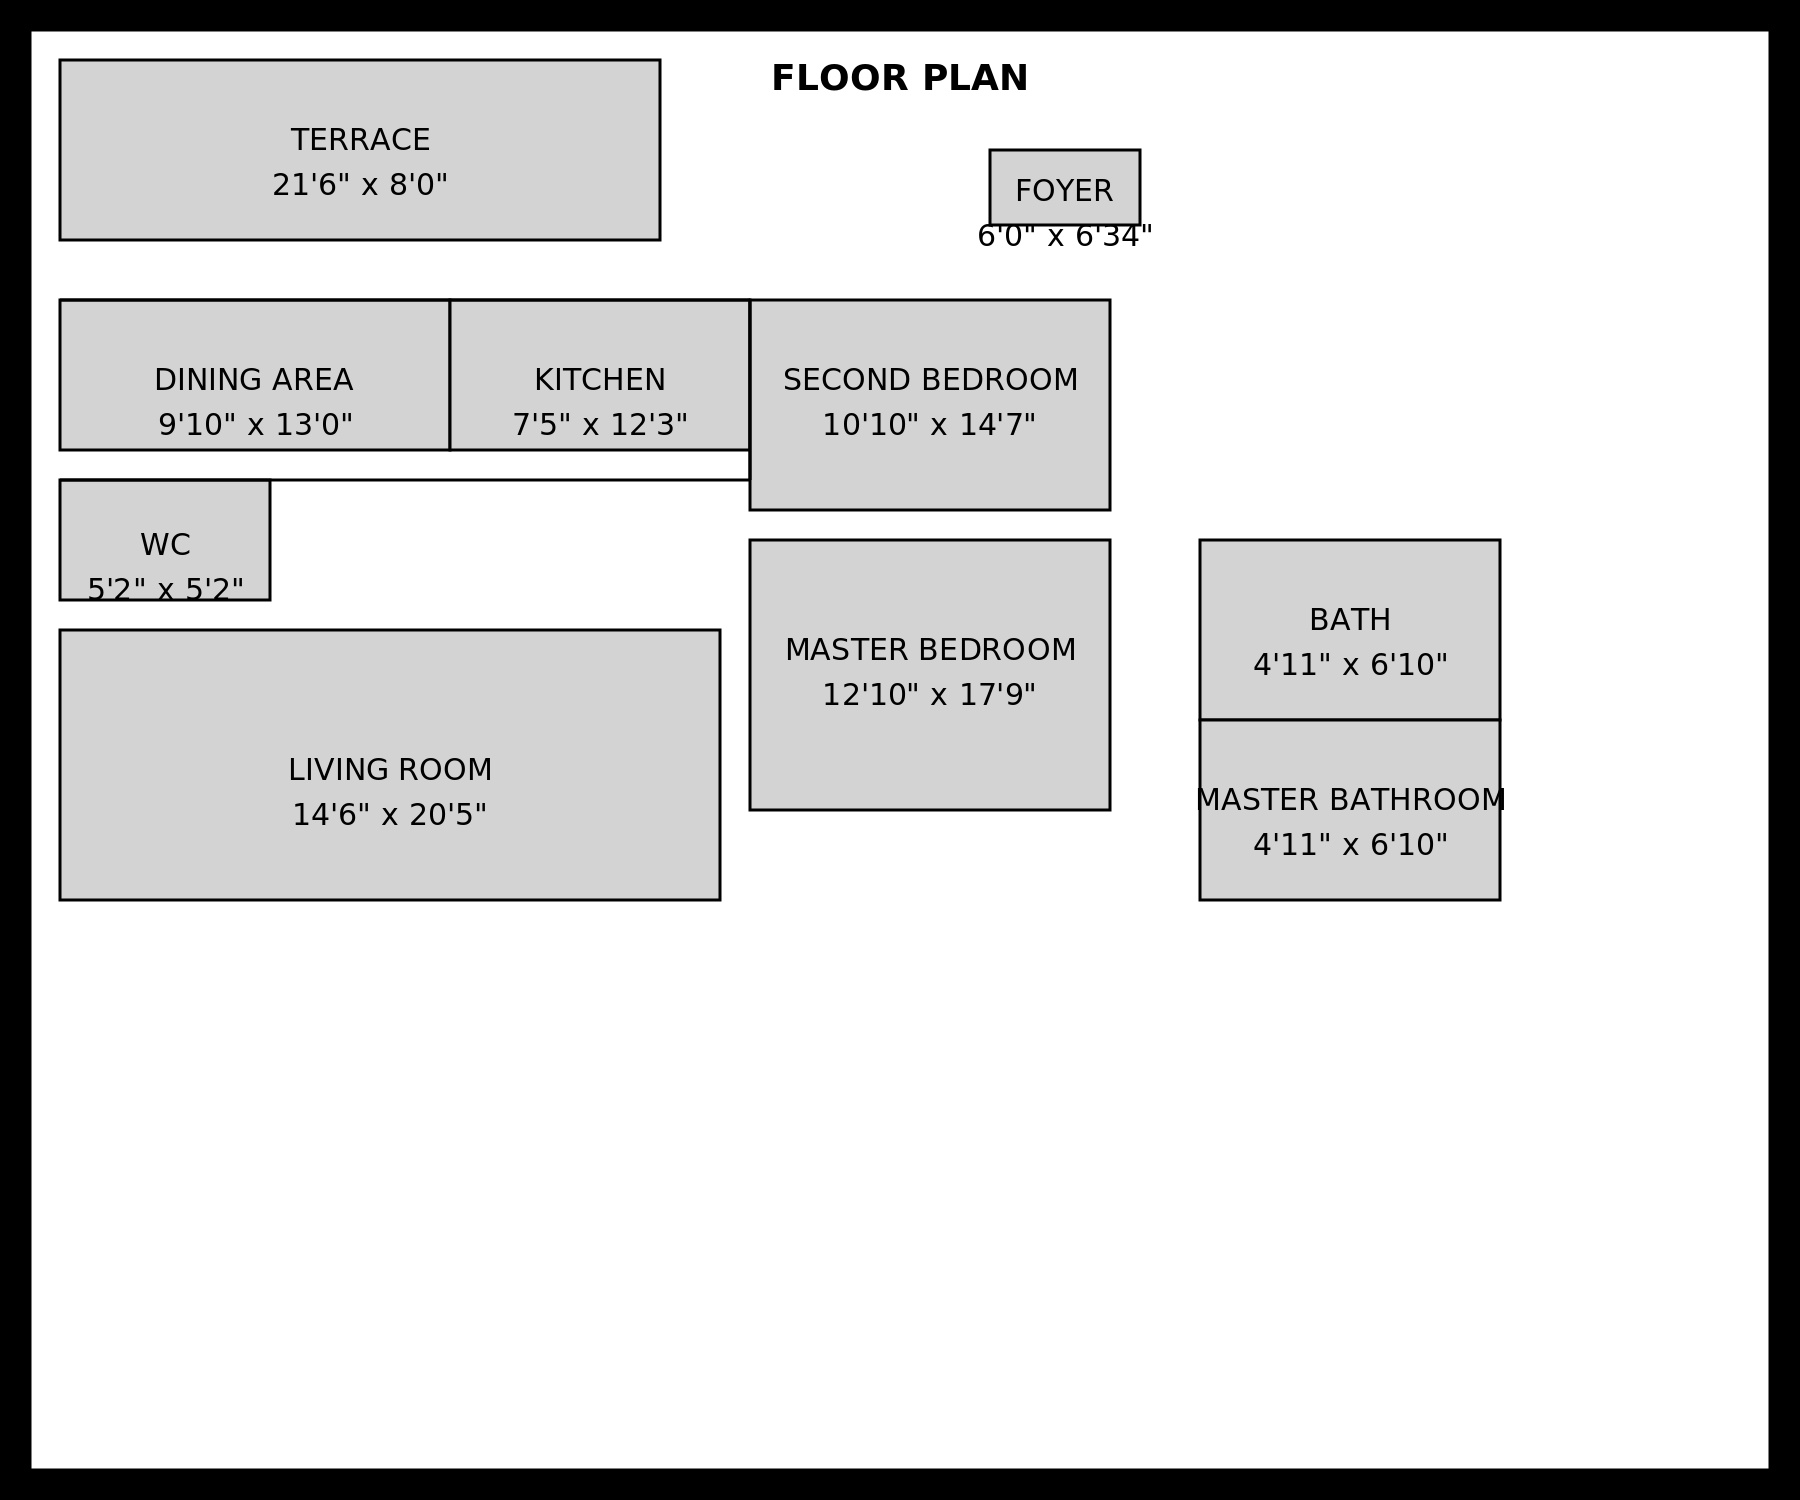 FLOOR PLAN
TERRACE
21'6" x 8'0"
FOYER
6'0" x 6'34"
DINING AREA
9'10" x 13'0"
KITCHEN
7'5" x 12'3"
SECOND BEDROOM
10'10" x 14'7"
WC
5'2" x 5'2"
MASTER BEDROOM
12'10" x 17'9"
BATH
4'11" x 6'10"
LIVING ROOM
14'6" x 20'5"
MASTER BATHROOM
4'11" x 6'10"